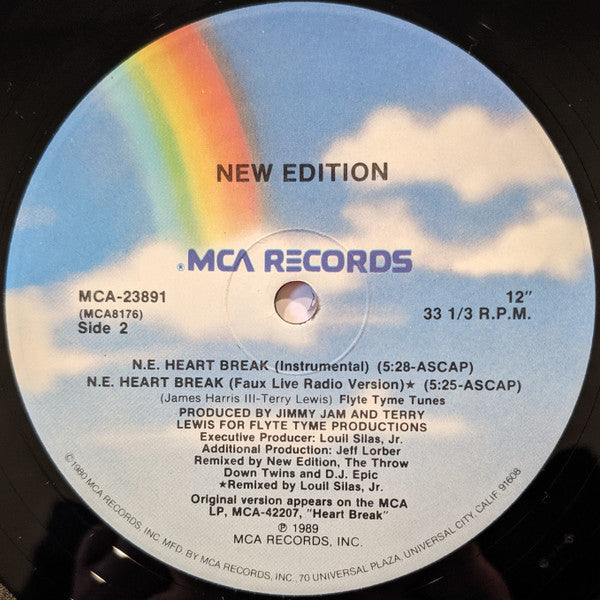 NEW EDITION
®MCA RECORDS
MCA-23891
(MCA8176)
Side 2
12"
33 1/3 R.P.M.
N.E. HEART BREAK (Instrumental) (5:28-ASCAP)
N.E. HEART BREAK (Faux Live Radio Version)★ (5:25-ASCAP)
(James Harris III-Terry Lewis) Flyte Tyme Tunes
PRODUCED BY JIMMY JAM AND TERRY
LEWIS FOR FLYTE TYME PRODUCTIONS
Executive Producer: Louil Silas, Jr.
Additional Production: Jeff Lorber
Remixed by New Edition, The Throw
Down Twins and D.J. Epic
★Remixed by Louil Silas, Jr.
Original version appears on the MCA
LP, MCA-42207, "Heart Break"
℗ 1989
MCA RECORDS, INC.
©1980 MCA RECORDS, INC. MFD. BY MCA RECORDS, INC., 70 UNIVERSAL PLAZA, UNIVERSAL CITY, CALIF. 91608